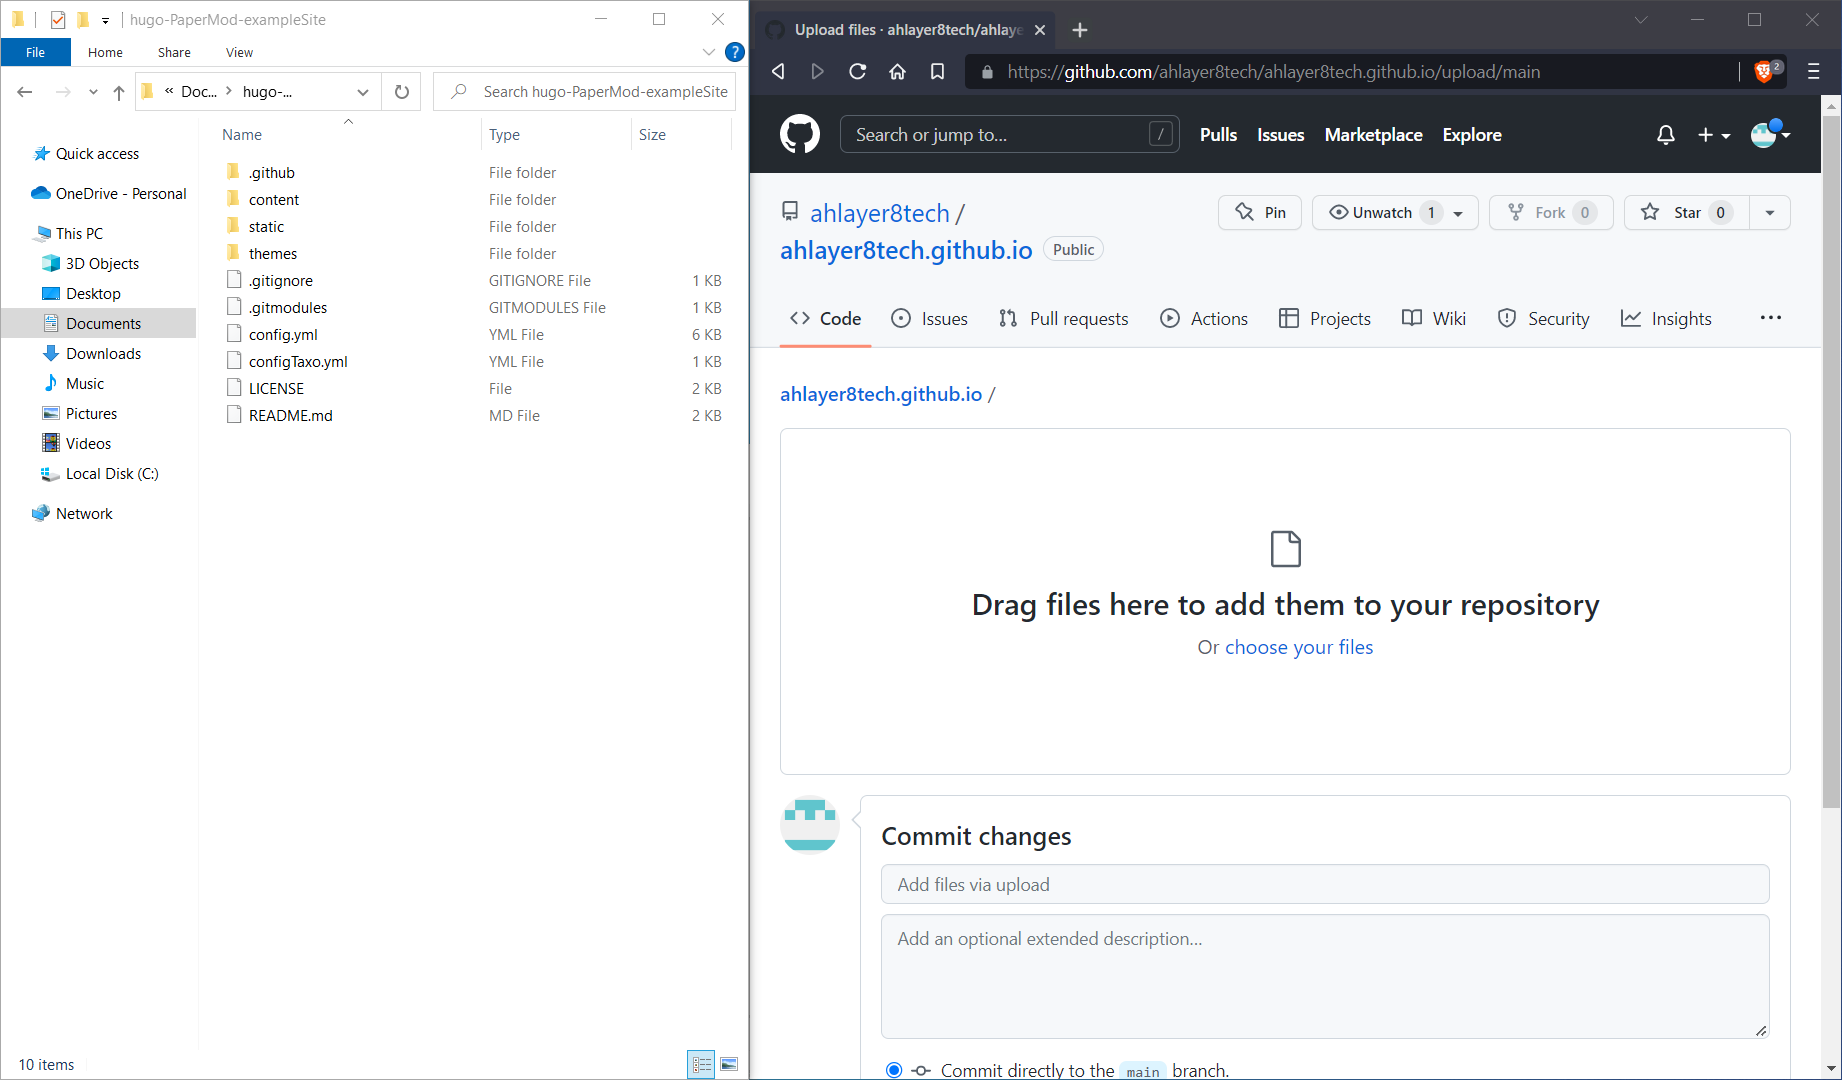 hugo-PaperMod-exampleSite
File Home Share View ?
« Doc... > hugo-... Search hugo-PaperMod-exampleSite
Name Type Size
Quick access
OneDrive - Personal
This PC
3D Objects
Desktop
Documents
Downloads
Music
Pictures
Videos
Local Disk (C:)
Network
.github File folder
content File folder
static File folder
themes File folder
.gitignore GITIGNORE File 1 KB
.gitmodules GITMODULES File 1 KB
config.yml YML File 6 KB
configTaxo.yml YML File 1 KB
LICENSE File 2 KB
README.md MD File 2 KB
10 items
Upload files · ahlayer8tech/ahlaye
https://github.com/ahlayer8tech/ahlayer8tech.github.io/upload/main 2
Search or jump to... / Pulls Issues Marketplace Explore
ahlayer8tech / Pin Unwatch 1 Fork 0 Star 0
ahlayer8tech.github.io Public
Code Issues Pull requests Actions Projects Wiki Security Insights ...
ahlayer8tech.github.io /
Drag files here to add them to your repository
Or choose your files
Commit changes
Add files via upload
Add an optional extended description...
Commit directly to the main branch.